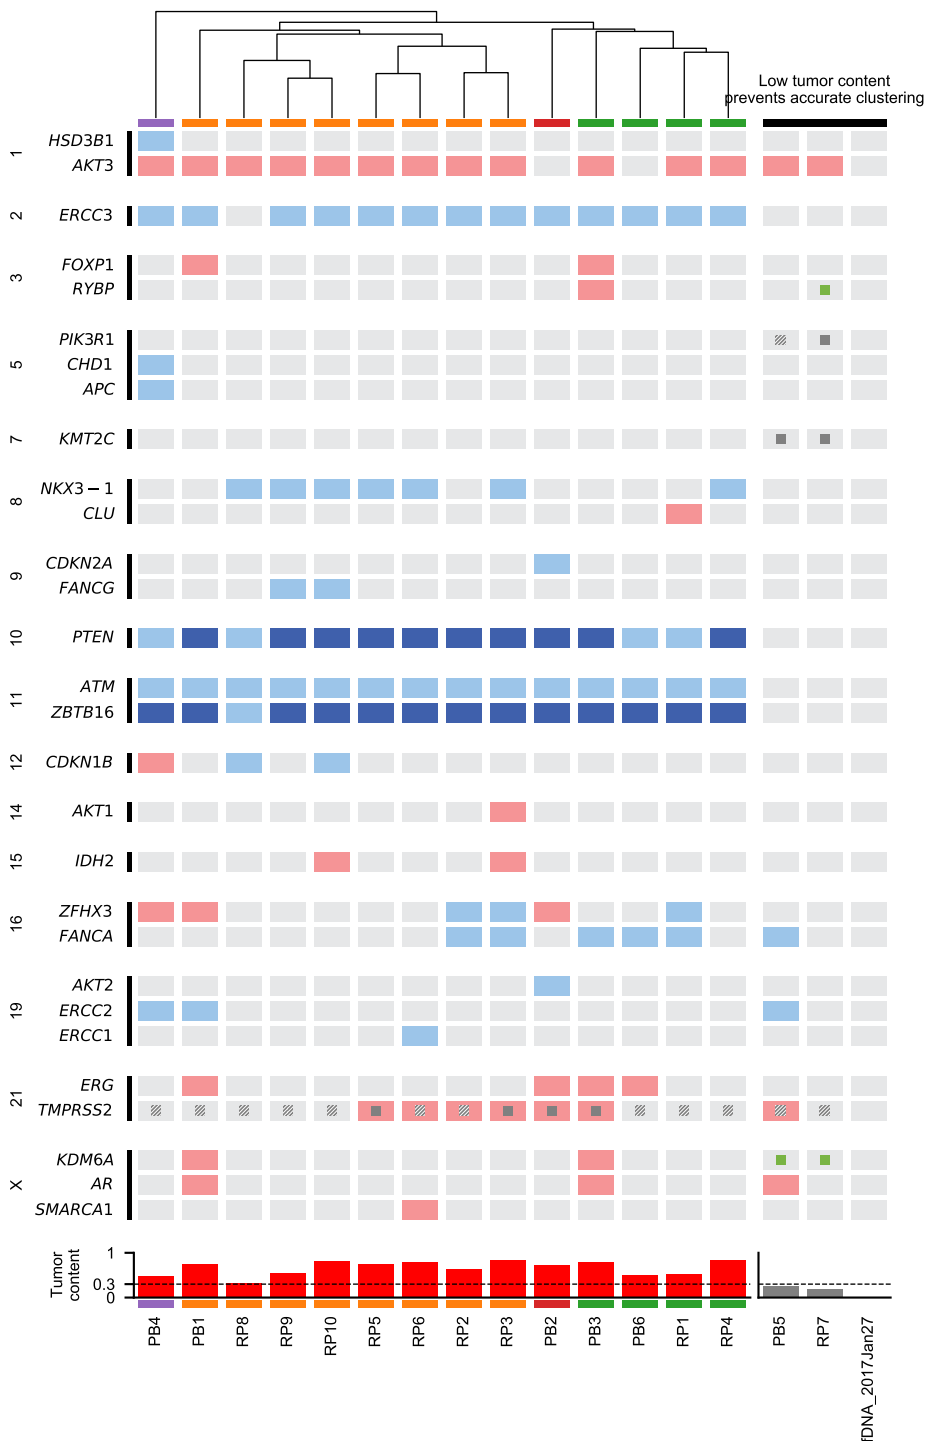 Low tumor content
prevents accurate clustering
1
HSD3B1
AKT3
2
ERCC3
3
FOXP1
RYBP
5
PIK3R1
CHD1
APC
7
KMT2C
8
NKX3−1
CLU
9
CDKN2A
FANCG
10
PTEN
11
ATM
ZBTB16
12
CDKN1B
14
AKT1
15
IDH2
16
ZFHX3
FANCA
19
AKT2
ERCC2
ERCC1
21
ERG
TMPRSS2
X
KDM6A
AR
SMARCA1
Tumor
content
1
0.3
0
PB4
PB1
RP8
RP9
RP10
RP5
RP6
RP2
RP3
PB2
PB3
PB6
RP1
RP4
PB5
RP7
fDNA_2017Jan27